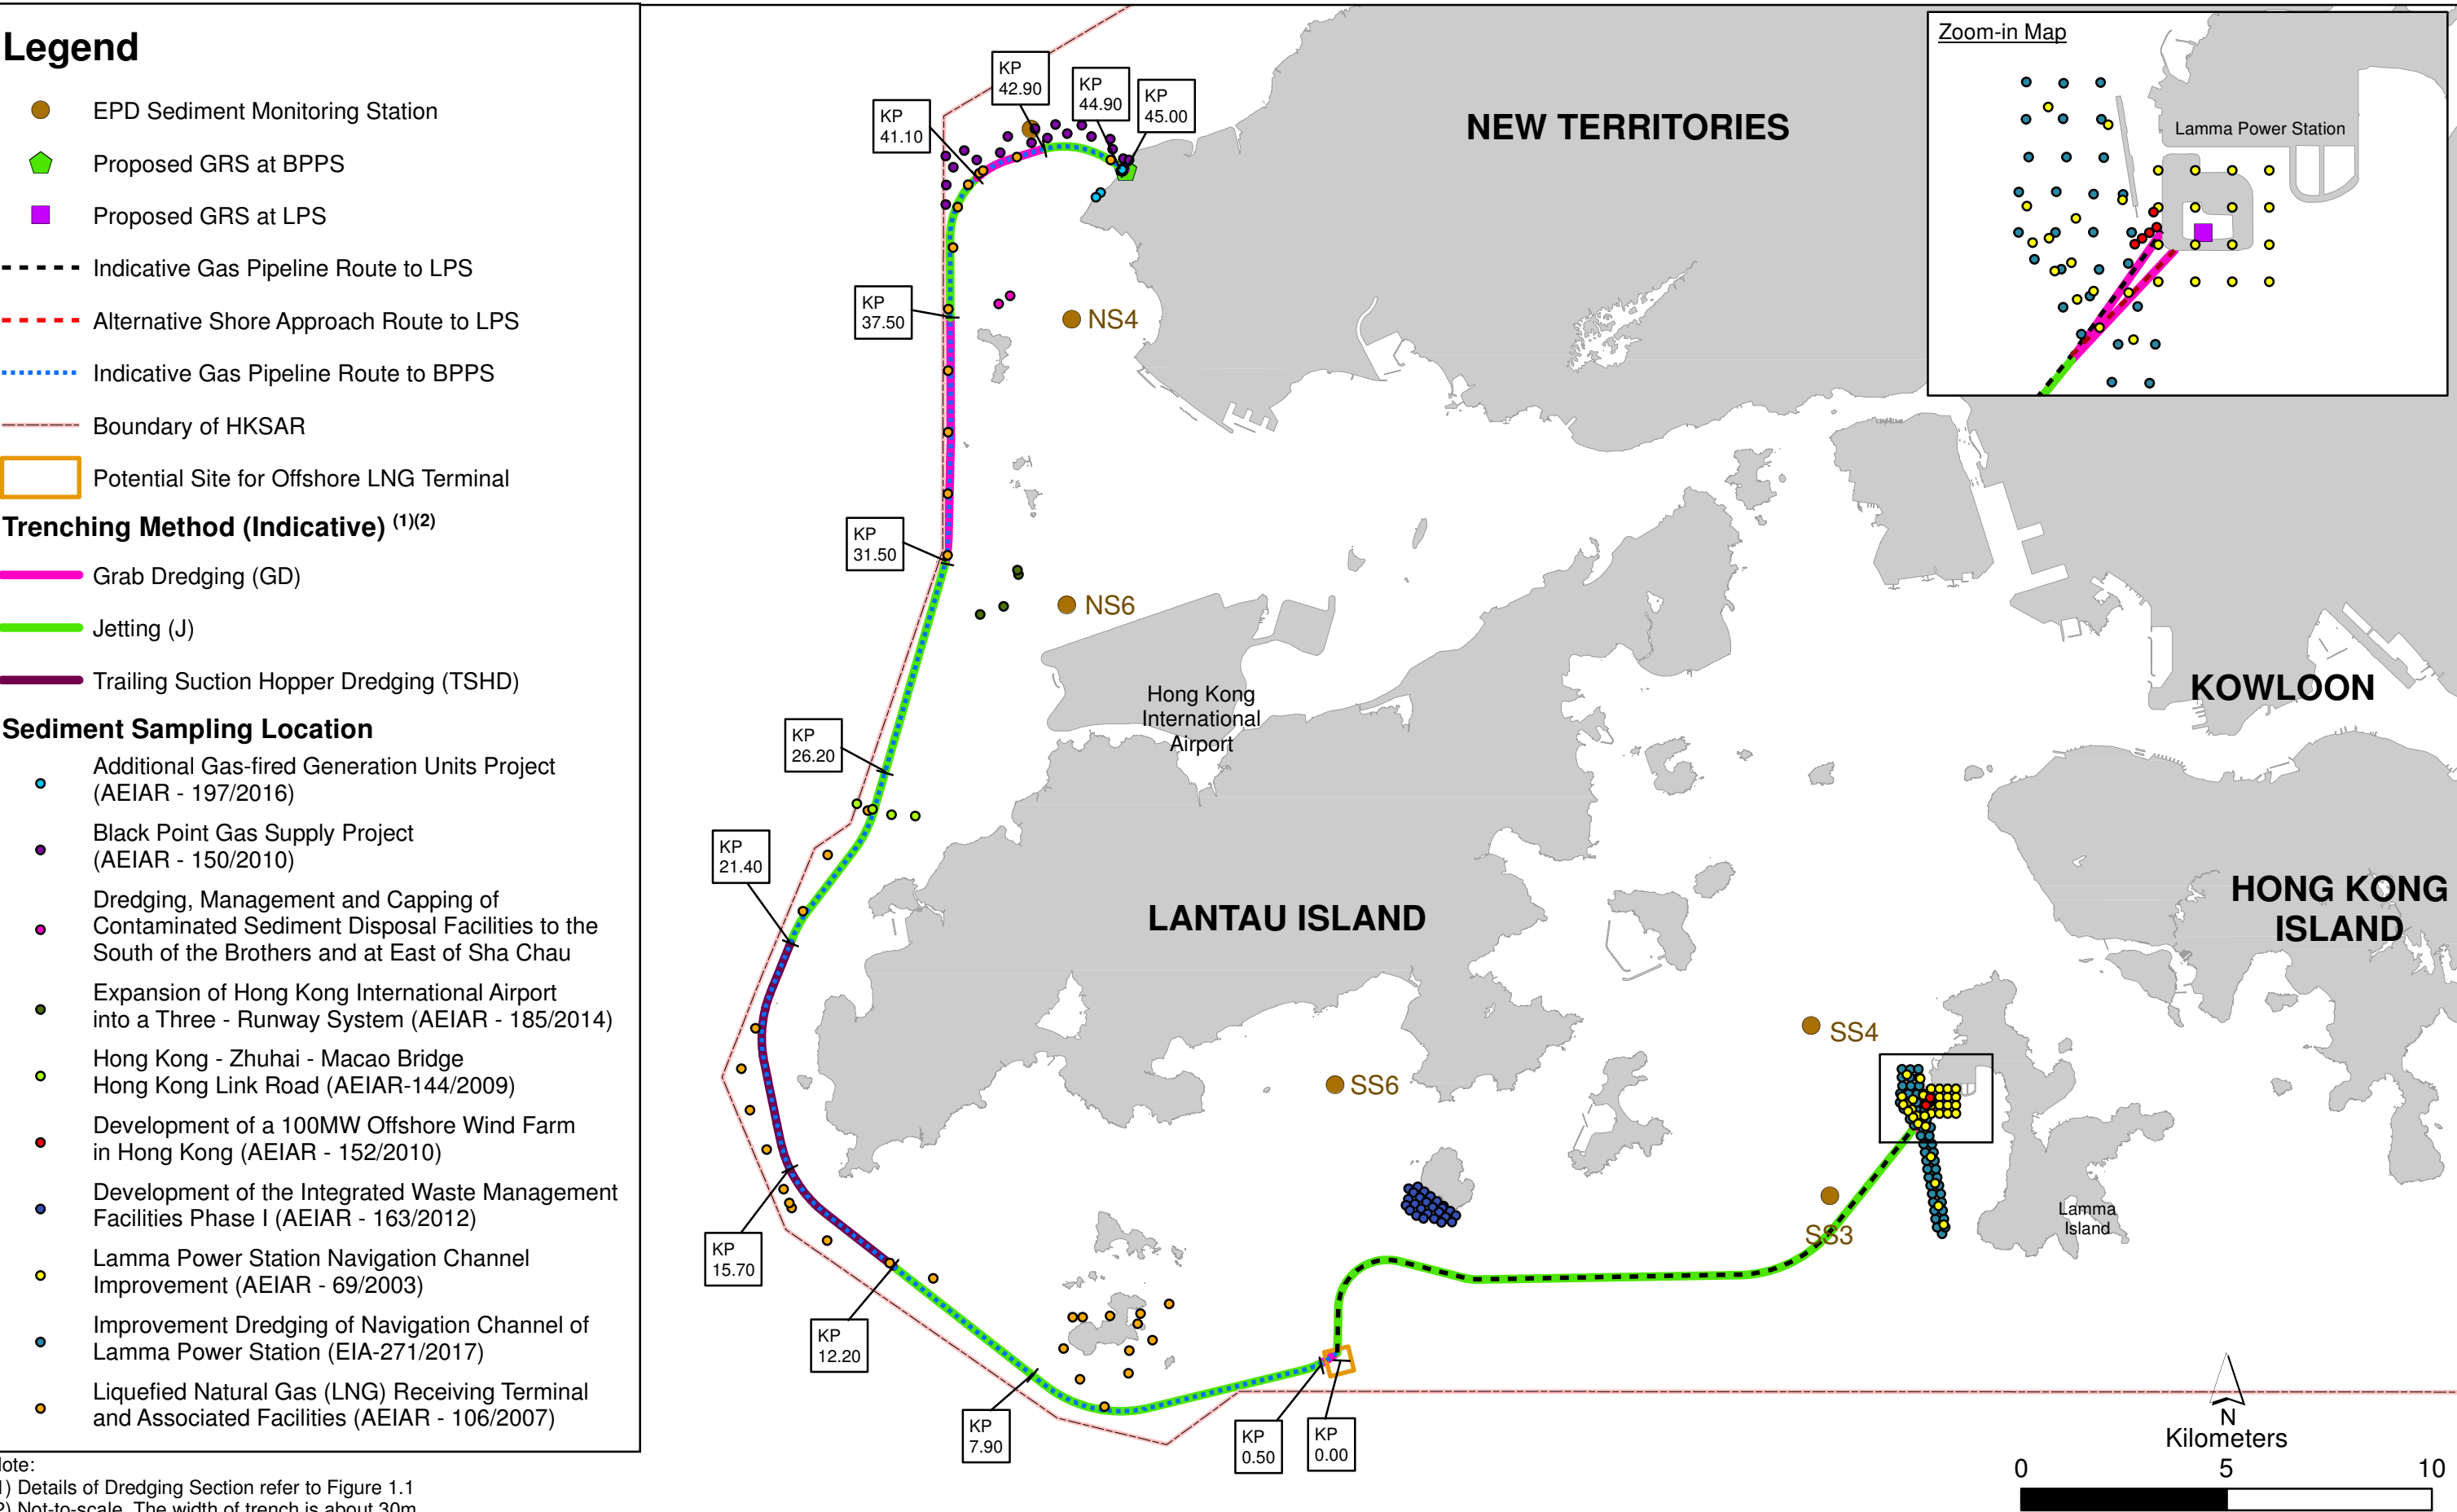 Legend
EPD Sediment Monitoring Station
Proposed GRS at BPPS
Proposed GRS at LPS
Indicative Gas Pipeline Route to LPS
Alternative Shore Approach Route to LPS
Indicative Gas Pipeline Route to BPPS
Boundary of HKSAR
Potential Site for Offshore LNG Terminal
Trenching Method (Indicative) (1)(2)
Grab Dredging (GD)
Jetting (J)
Trailing Suction Hopper Dredging (TSHD)
Sediment Sampling Location
Additional Gas-fired Generation Units Project
(AEIAR - 197/2016)
Black Point Gas Supply Project
(AEIAR - 150/2010)
Dredging, Management and Capping of
Contaminated Sediment Disposal Facilities to the
South of the Brothers and at East of Sha Chau
Expansion of Hong Kong International Airport
into a Three - Runway System (AEIAR - 185/2014)
Hong Kong - Zhuhai - Macao Bridge
Hong Kong Link Road (AEIAR-144/2009)
Development of a 100MW Offshore Wind Farm
in Hong Kong (AEIAR - 152/2010)
Development of the Integrated Waste Management
Facilities Phase I (AEIAR - 163/2012)
Lamma Power Station Navigation Channel
Improvement (AEIAR - 69/2003)
Improvement Dredging of Navigation Channel of
Lamma Power Station (EIA-271/2017)
Liquefied Natural Gas (LNG) Receiving Terminal
and Associated Facilities (AEIAR - 106/2007)
ote:
) Details of Dredging Section refer to Figure 1.1
) Not-to-scale. The width of trench is about 30m
KP
42.90
KP
44.90
KP
45.00
KP
41.10
KP
37.50
KP
31.50
KP
26.20
KP
21.40
KP
15.70
KP
12.20
KP
7.90
KP
0.50
KP
0.00
NEW TERRITORIES
NS4
NS6
Hong Kong
International
Airport
LANTAU ISLAND
KOWLOON
HONG KONG
ISLAND
SS4
SS6
SS3
Lamma
Island
Zoom-in Map
Lamma Power Station
N
Kilometers
0 5 10